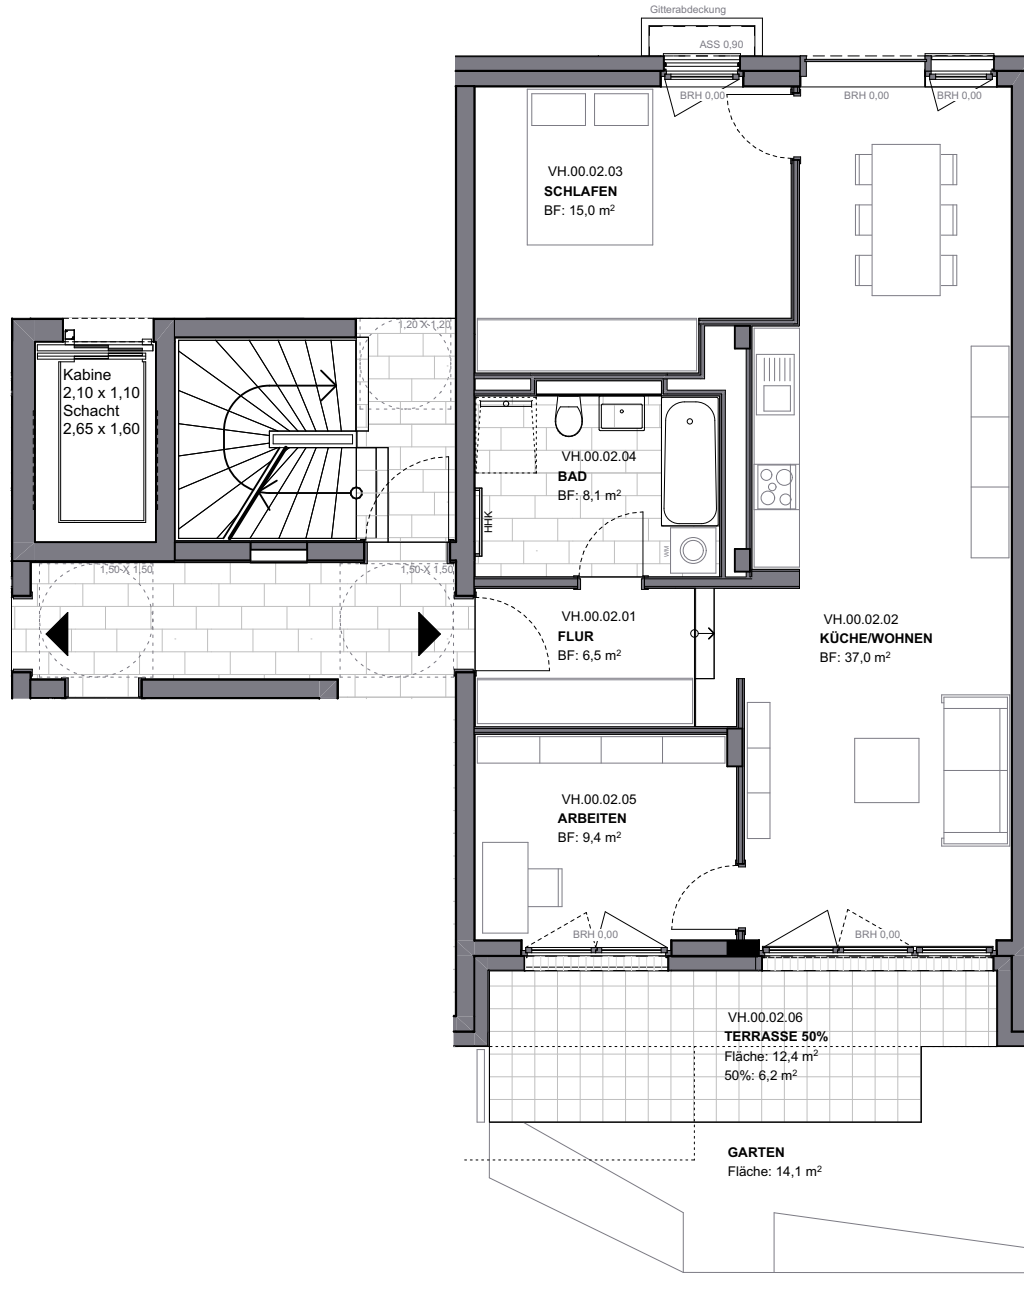 Gitterabdeckung
ASS 0,90
BRH 0,00
BRH 0,00
BRH 0,00
VH.00.02.03
SCHLAFEN
BF: 15,0 m²
1,20 X 1,20
Kabine
2,10 x 1,10
Schacht
2,65 x 1,60
VH.00.02.04
BAD
BF: 8,1 m²
HHK
WM
1,50 X 1,50
1,50 X 1,50
VH.00.02.01
FLUR
BF: 6,5 m²
VH.00.02.02
KÜCHE/WOHNEN
BF: 37,0 m²
VH.00.02.05
ARBEITEN
BF: 9,4 m²
BRH 0,00
BRH 0,00
VH.00.02.06
TERRASSE 50%
Fläche: 12,4 m²
50%: 6,2 m²
GARTEN
Fläche: 14,1 m²